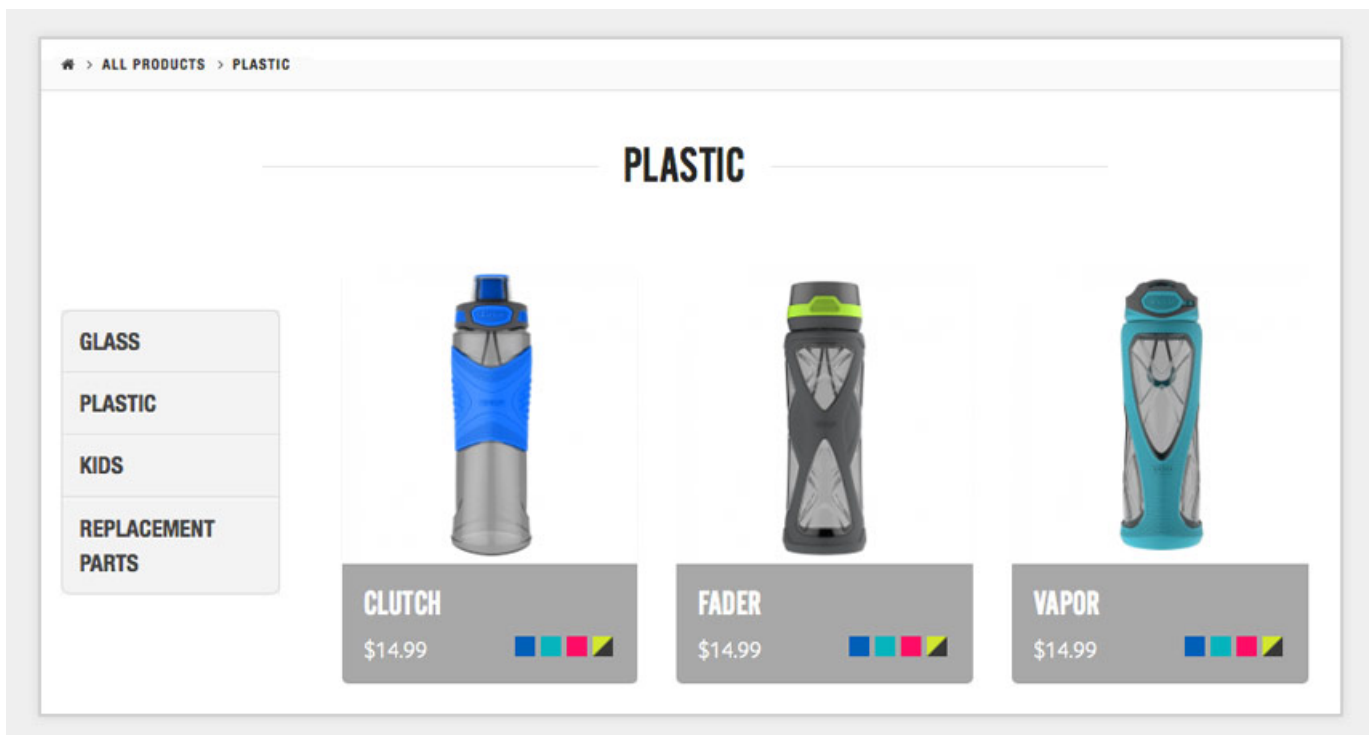 > ALL PRODUCTS > PLASTIC
PLASTIC
GLASS
PLASTIC
KIDS
REPLACEMENT
PARTS
CLUTCH
$14.99
FADER
$14.99
VAPOR
$14.99